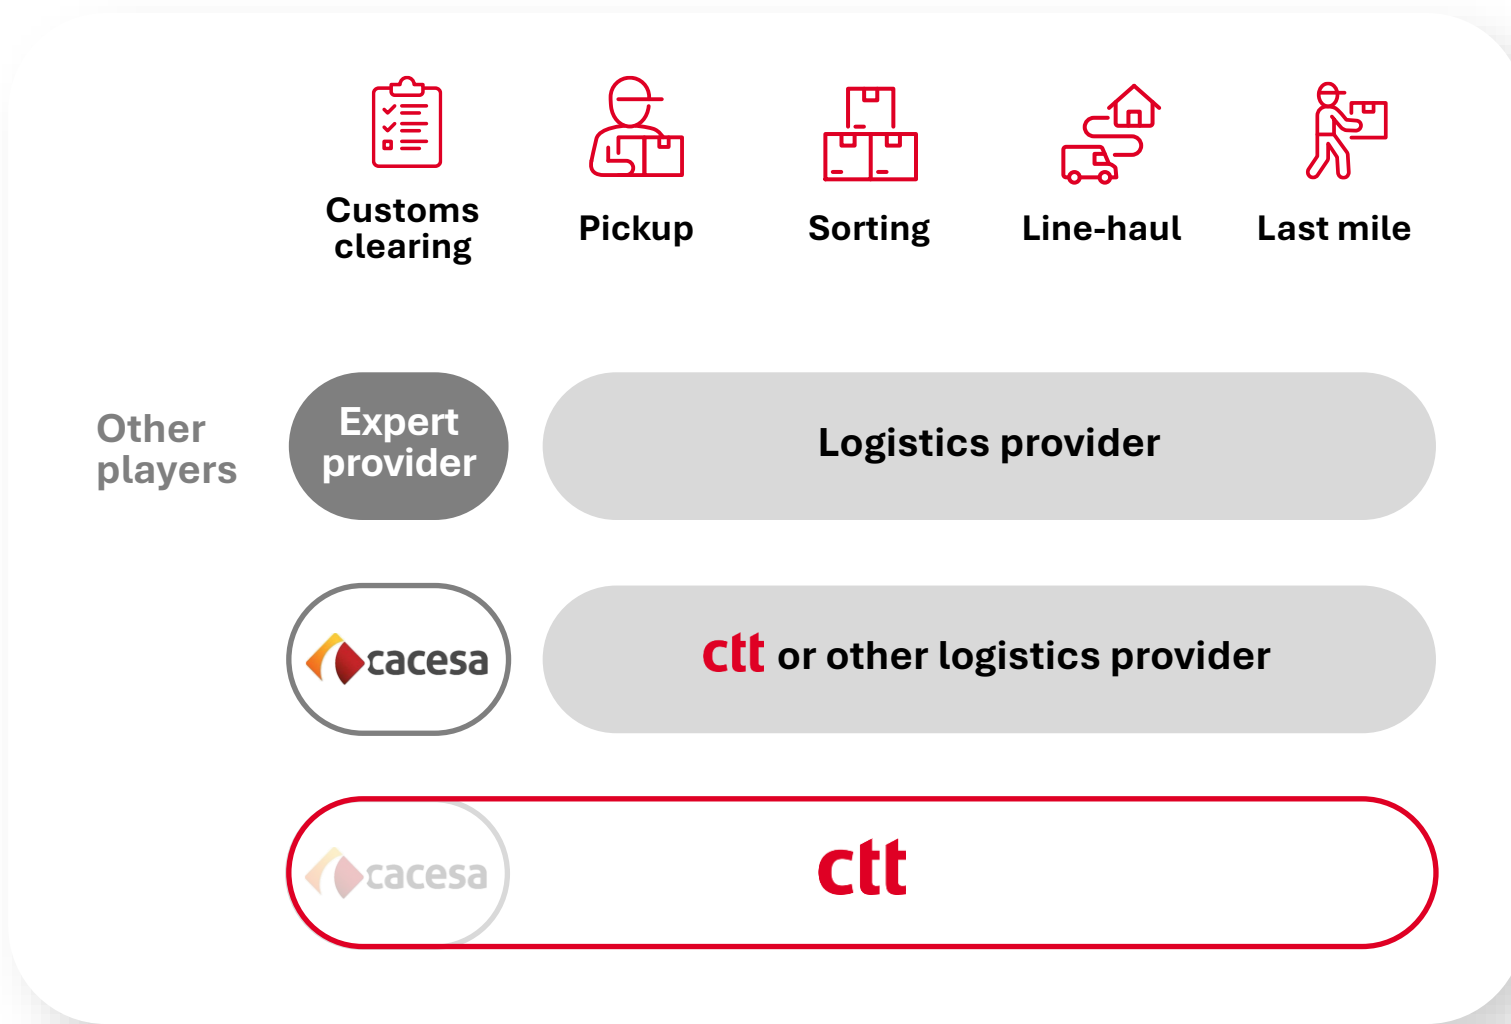 Customs
clearing
Pickup
Sorting
Line-haul
Last mile
Other
players
Expert
provider
Logistics provider
cacesa
ctt or other logistics provider
cacesa
ctt